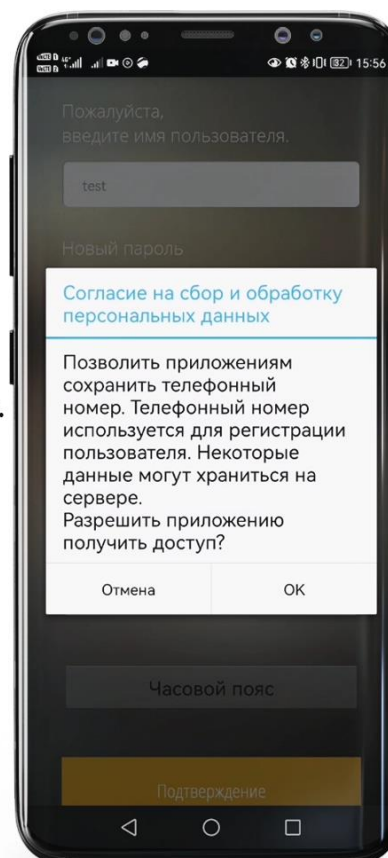 82 15:56
Пожалуйста,
введите имя пользователя.
test
Новый пароль
Согласие на сбор и обработку
персональных данных
Позволить приложениям
сохранить телефонный
номер. Телефонный номер
используется для регистрации
пользователя. Некоторые
данные могут храниться на
сервере.
Разрешить приложению
получить доступ?
Отмена OK
Часовой пояс
Подтверждение